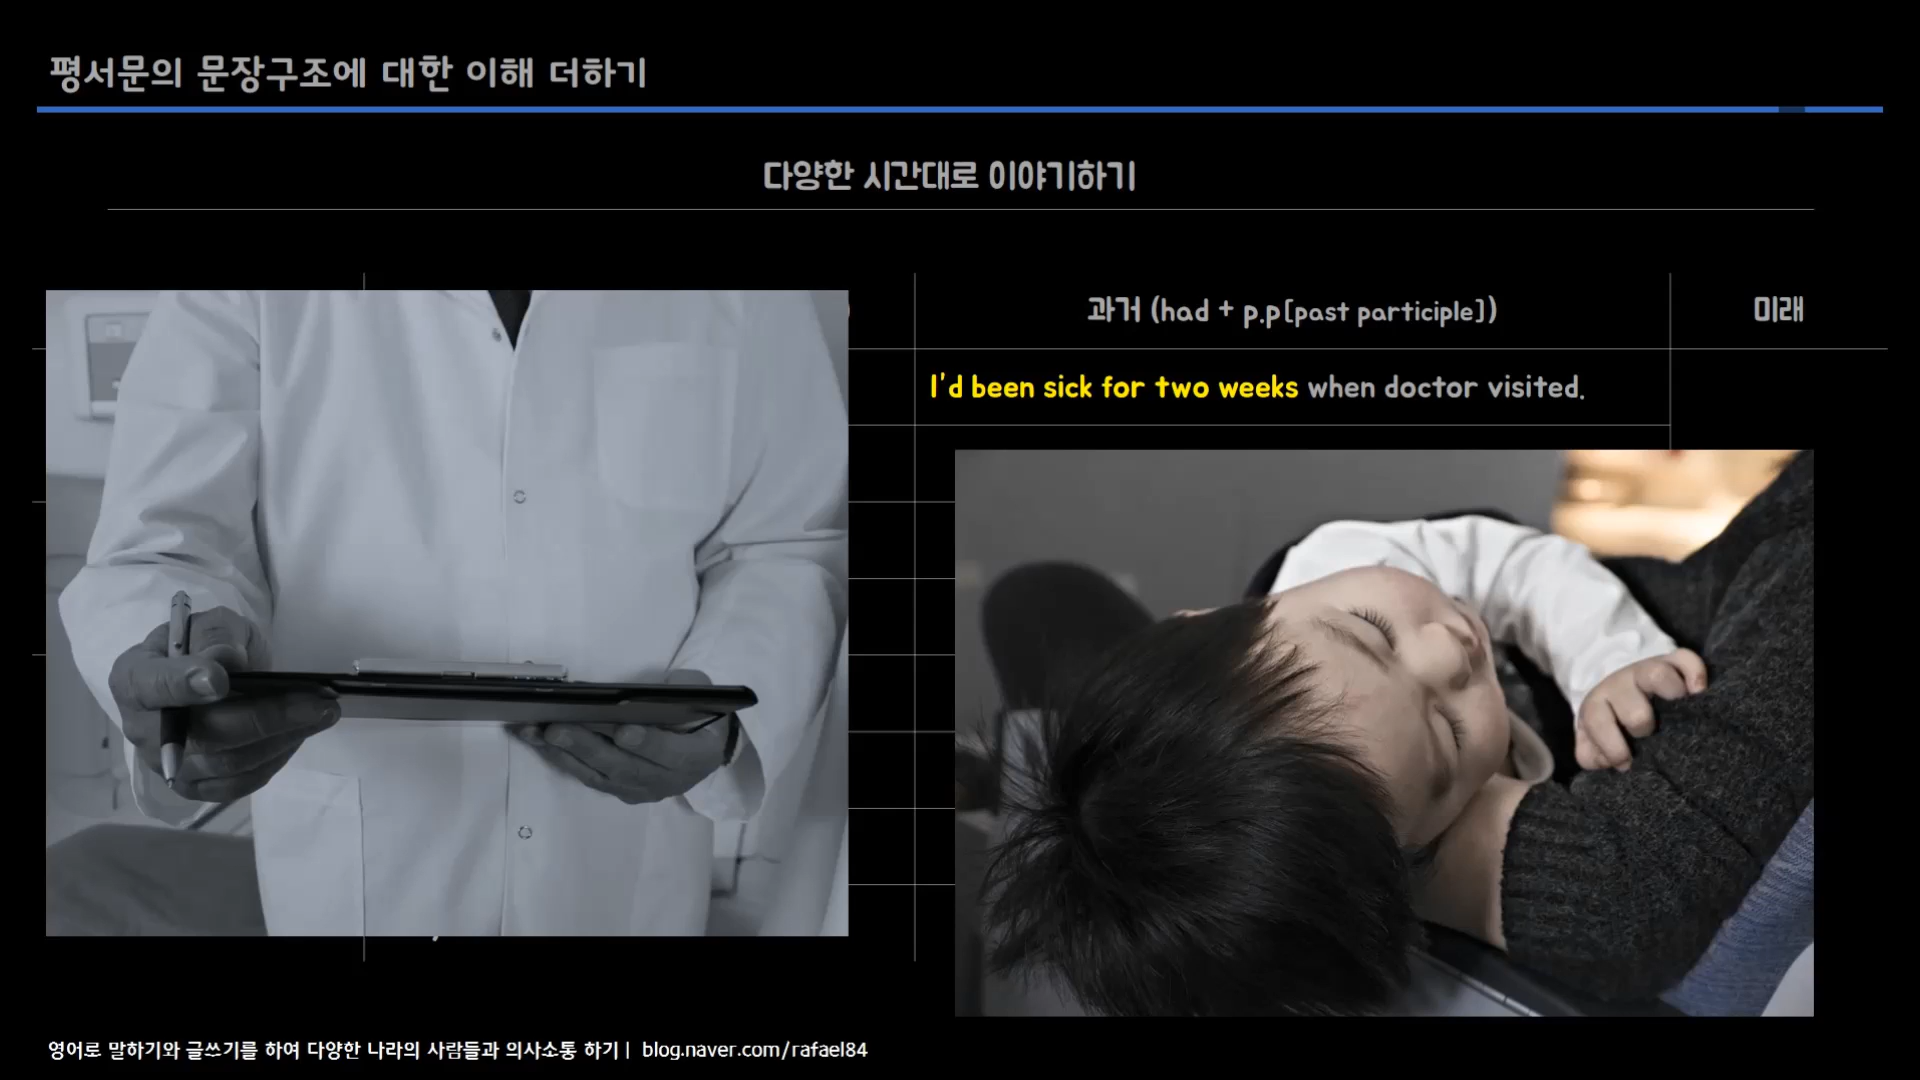 평서문의 문장구조에 대한 이해 더하기
다양한 시간대로 이야기하기
과거 (had + p.p[past participle])
미래
I'd been sick for two weeks when doctor visited.
영어로 말하기와 글쓰기를 하여 다양한 나라의 사람들과 의사소통 하기 | blog.naver.com/rafael84